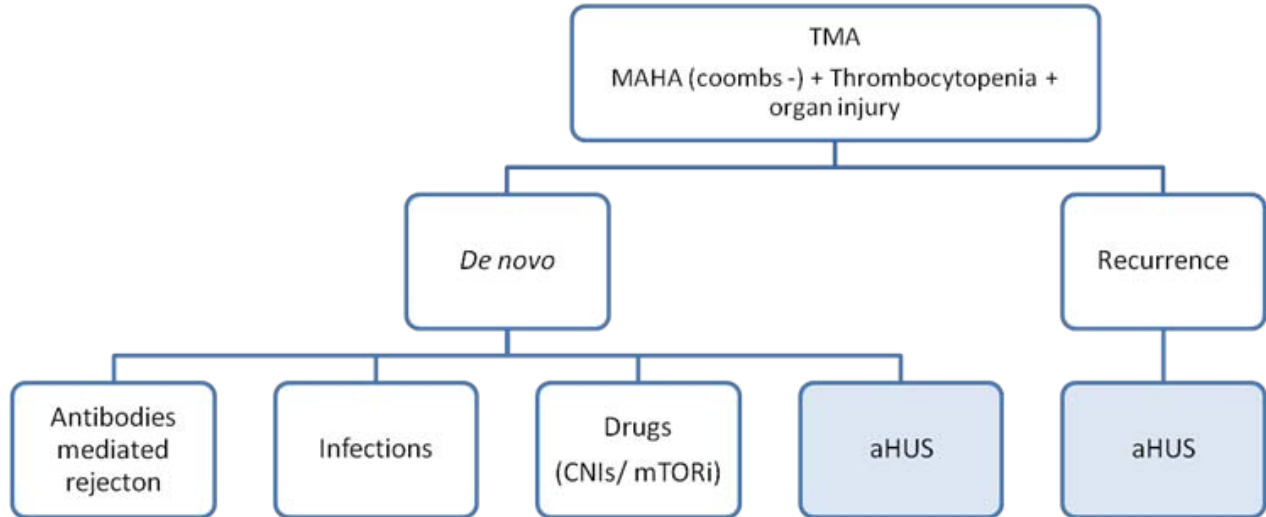 TMA
MAHA (coombs -) + Thrombocytopenia +
organ injury
De novo
Recurrence
Antibodies
mediated
rejecton
Infections
Drugs
(CNIs/ mTORi)
aHUS
aHUS